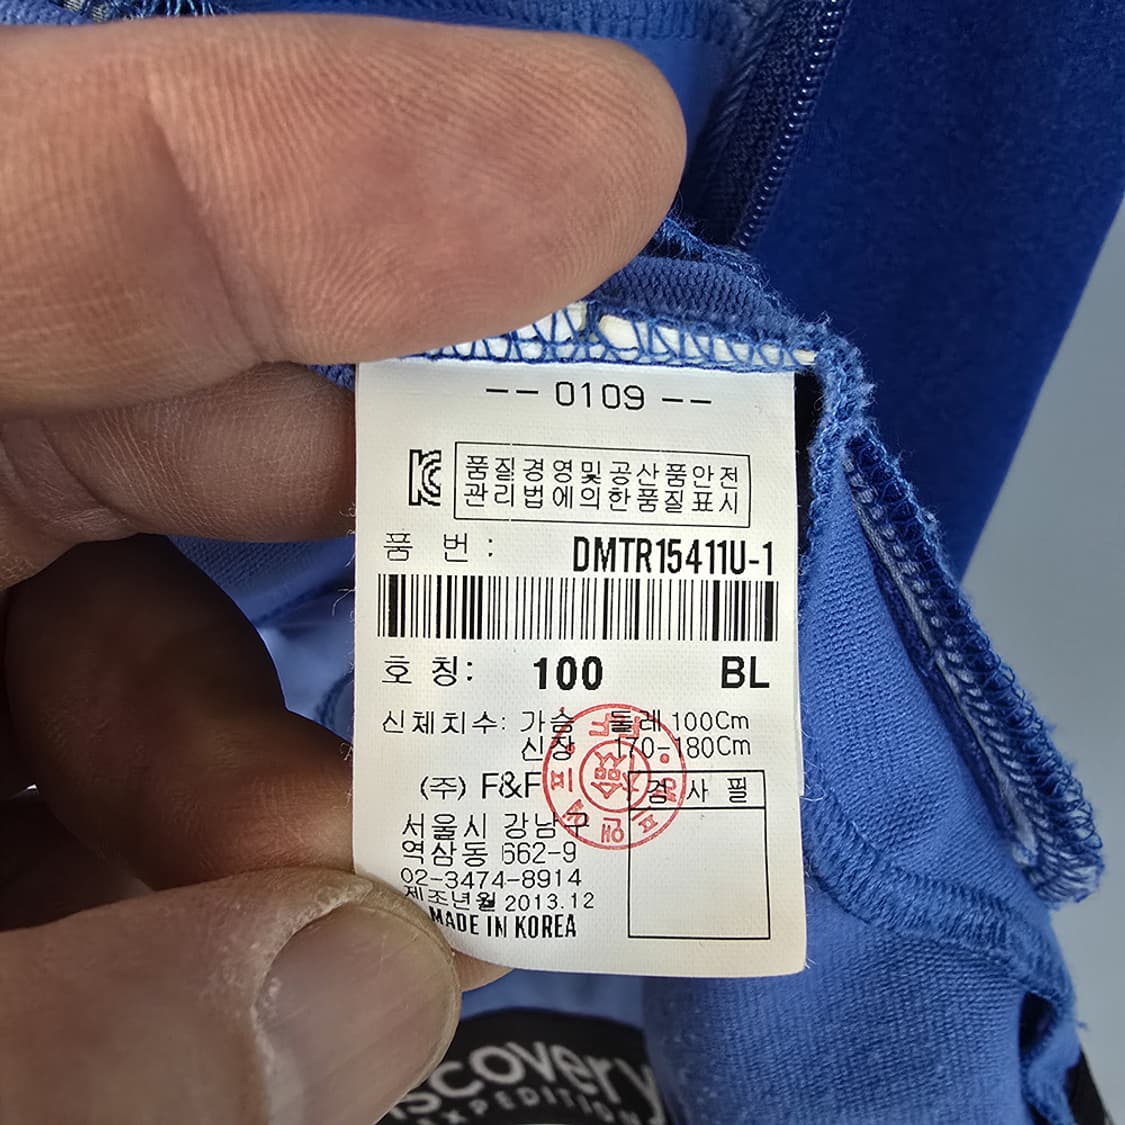 -- 0109 --
품질경영및공산품안전
관리법에의한품질표시
품 번 : DMTR15411U-1
호 칭: 100 BL
신체치수: 가슴 둘레 100Cm
신장 170-180Cm
(주) F&F
검 사 필
서울시 강남구
역삼동 662-9
02-3474-8914
제조년월 2013.12
MADE IN KOREA
scovery
EXPEDITION